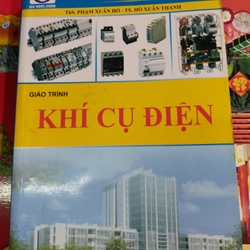 ISO 9001:2000
ThS. PHẠM XUÂN HỔ - TS. HỒ XUÂN THANH
GIÁO TRÌNH
KHÍ CỤ ĐIỆN